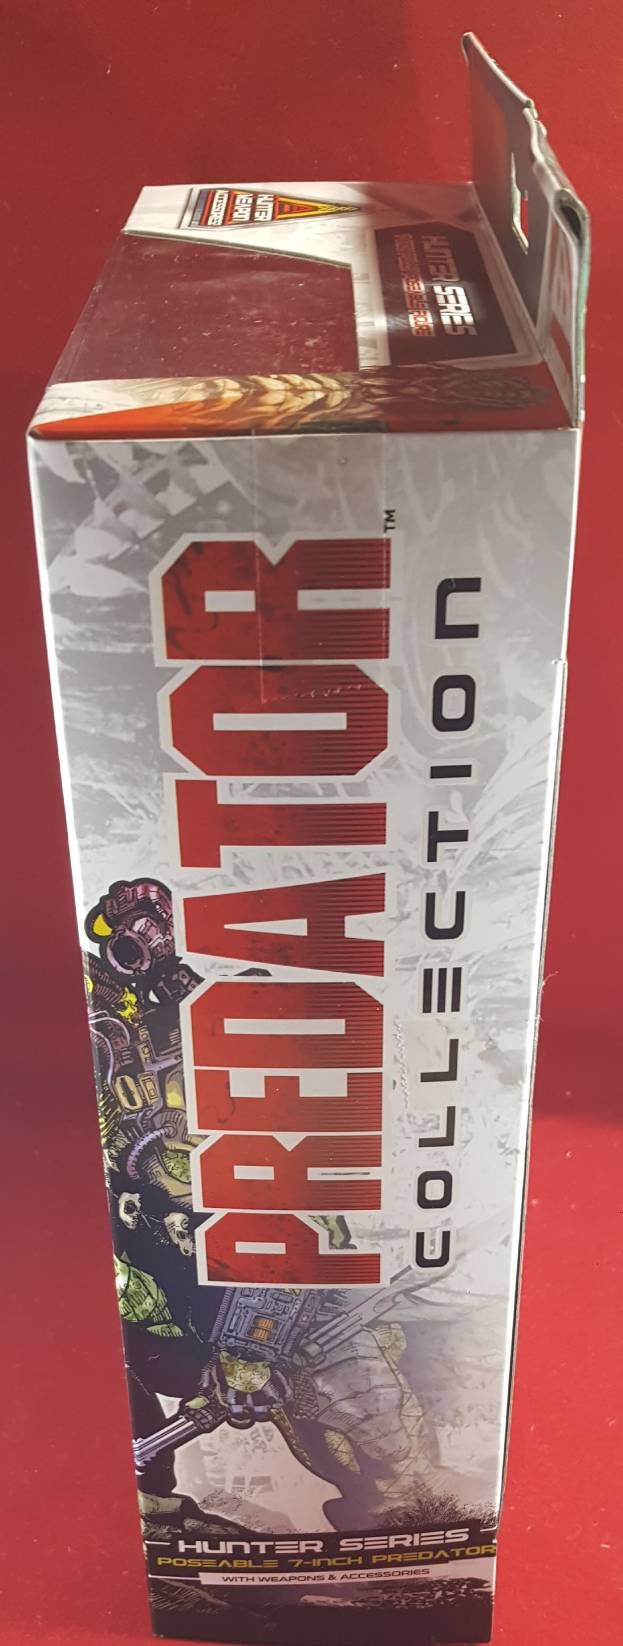 HUNTER
WEAPON
ACCESSORIES
HUNTER SERIES
PREDATOR™
COLLECTION
HUNTER SERIES
POSEABLE 7-INCH PREDATOR
WITH WEAPONS & ACCESSORIES